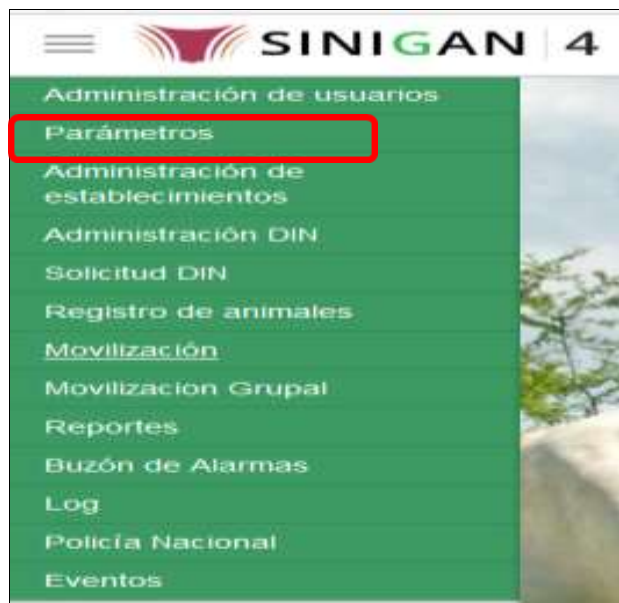 SINIGAN 4
Administración de usuarios
Parámetros
Administración de
establecimientos
Administración DIN
Solicitud DIN
Registro de animales
Movilización
Movilizacion Grupal
Reportes
Buzón de Alarmas
Log
Policía Nacional
Eventos